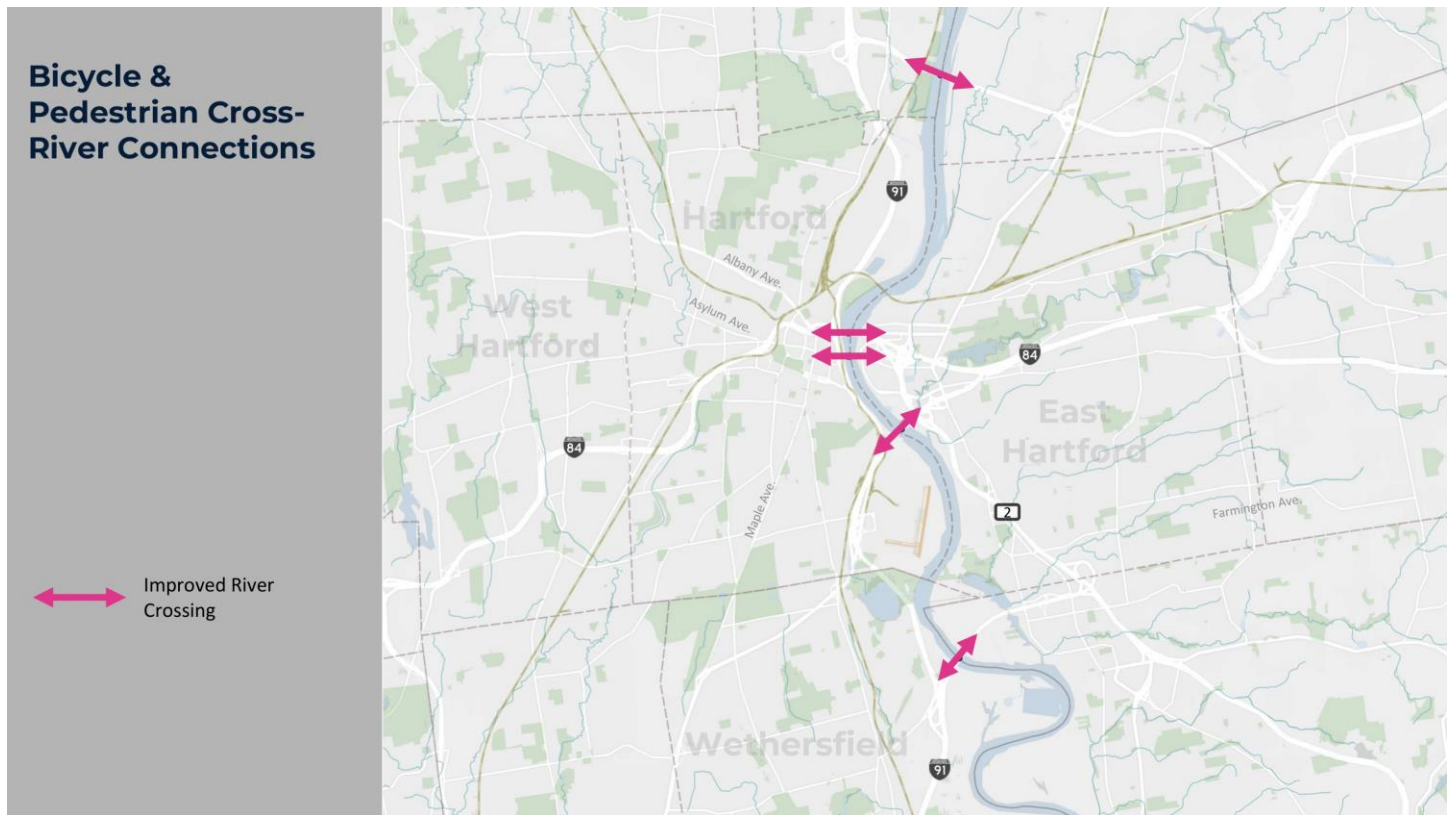 Bicycle &
Pedestrian Cross-
River Connections
Improved River
Crossing
91
Hartford
Albany Ave.
West
Hartford
Asylum Ave.
84
East
Hartford
84
Maple Ave.
2
Farmington Ave.
Wethersfield
91